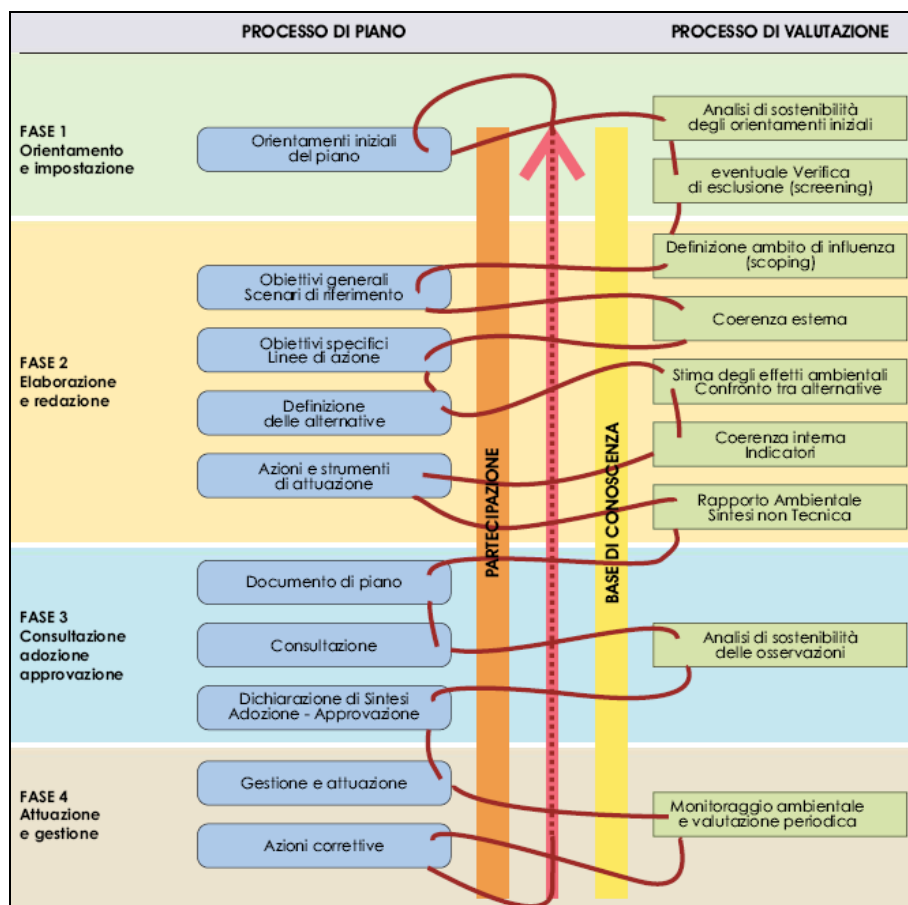 PROCESSO DI PIANO
PROCESSO DI VALUTAZIONE
FASE 1
Orientamento
e impostazione
Orientamenti iniziali
del piano
Analisi di sostenibilità
degli orientamenti iniziali
eventuale Verifica
di esclusione (screening)
FASE 2
Elaborazione
e redazione
Obiettivi generali
Scenari di riferimento
Obiettivi specifici
Linee di azione
Definizione
delle alternative
Azioni e strumenti
di attuazione
Definizione ambito di influenza
(scoping)
Coerenza esterna
Stima degli effetti ambientali
Confronto tra alternative
Coerenza interna
Indicatori
Rapporto Ambientale
Sintesi non Tecnica
PARTECIPAZIONE
BASE DI CONOSCENZA
FASE 3
Consultazione
adozione
approvazione
Documento di piano
Consultazione
Dichiarazione di Sintesi
Adozione - Approvazione
Analisi di sostenibilità
delle osservazioni
FASE 4
Attuazione
e gestione
Gestione e attuazione
Azioni correttive
Monitoraggio ambientale
e valutazione periodica